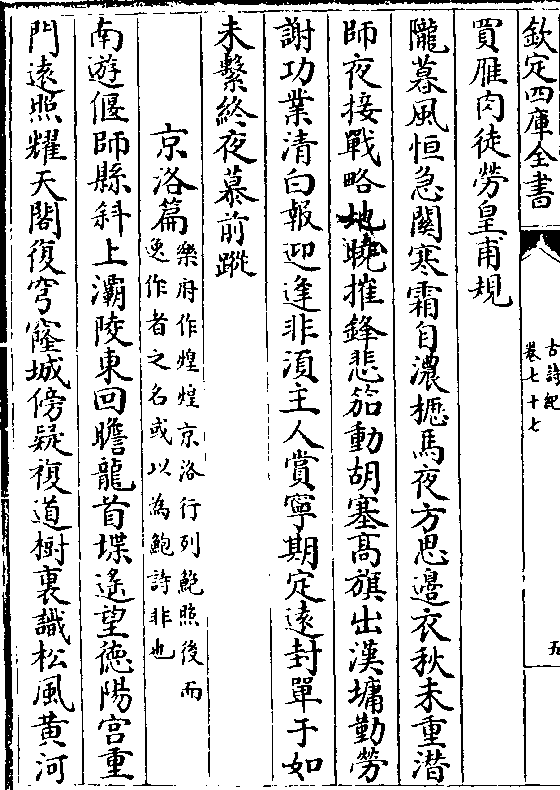 欽定四庫全書
古詩紀
卷七十七
五
買雁肉徒勞皇甫規
隴暮風恒急關寒霜自濃櫪馬夜方思邊衣秋未重潛
師夜接戰略地曉摧鋒悲笳動胡塞高旗出漢墉勤勞
謝功業清白報迎逢非須主人賞寧期定遠封單于如
未繫終夜慕前蹤
京洛篇樂府作煌煌京洛行列鮑照後而
逸作者之名或以為鮑詩非也
南遊偃師縣斜上灞陵東回瞻龍首堞遙望德陽宫重
門遠照耀天閣復穹窿城傍疑複道樹裏識松風黄河